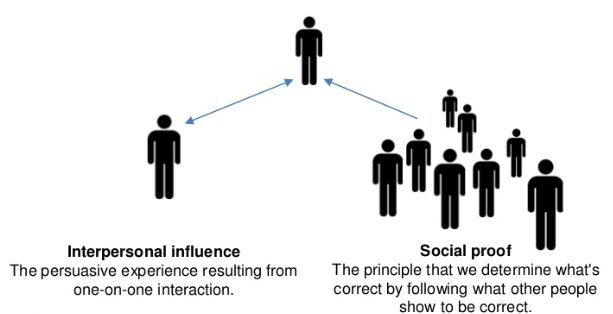 Interpersonal influence
The persuasive experience resulting from
one-on-one interaction.
Social proof
The principle that we determine what's
correct by following what other people
show to be correct.